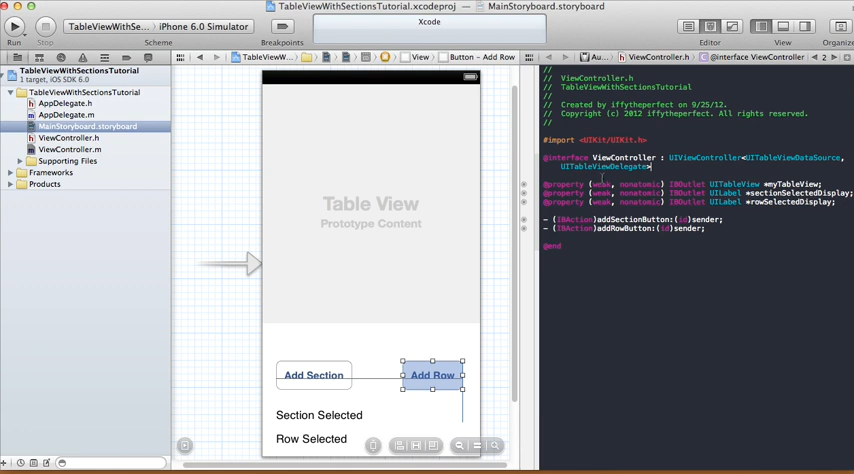 TableViewWithSectionsTutorial.xcodeproj — MainStoryboard.storyboard
TableViewWithSe... iPhone 6.0 Simulator
Xcode
Run
Stop
Scheme
Breakpoints
Editor
View
Organize
TableViewW...
View
Button - Add Row
Au...
ViewController.h
@interface ViewController
2
TableViewWithSectionsTutorial
1 target, iOS SDK 6.0
TableViewWithSectionsTutorial
AppDelegate.h
AppDelegate.m
MainStoryboard.storyboard
ViewController.h
ViewController.m
Supporting Files
Frameworks
Products
Table View
Prototype Content
Add Section
Add Row
Section Selected
Row Selected
//
// ViewController.h
// TableViewWithSectionsTutorial
//
// Created by iffytheperfect on 9/25/12.
// Copyright (c) 2012 iffytheperfect. All rights reserved.
//
#import <UIKit/UIKit.h>
@interface ViewController : UIViewController<UITableViewDataSource,
UITableViewDelegate>
@property (weak, nonatomic) IBOutlet UITableView *myTableView;
@property (weak, nonatomic) IBOutlet UILabel *sectionSelectedDisplay;
@property (weak, nonatomic) IBOutlet UILabel *rowSelectedDisplay;
- (IBAction)addSectionButton:(id)sender;
- (IBAction)addRowButton:(id)sender;
@end